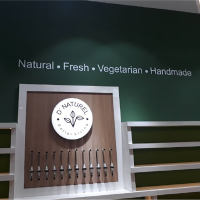 Natural • Fresh • Vegetarian • Handmade
D NATUREL